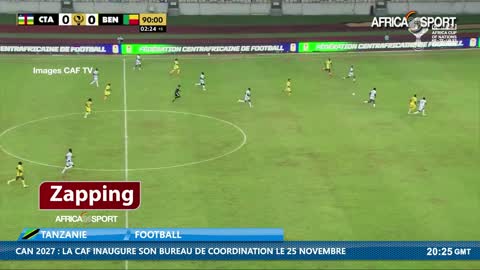 CTA 0 0 BEN 90:00
02:24 +6
AFRICA SPORT
AFRICA CUP OF NATIONS
FÉDÉRATION CENTRAFRICAINE DE FOOTBALL
Images CAF TV
Zapping
AFRICA SPORT
TANZANIE FOOTBALL
CAN 2027 : LA CAF INAUGURE SON BUREAU DE COORDINATION LE 25 NOVEMBRE
20:25 GMT